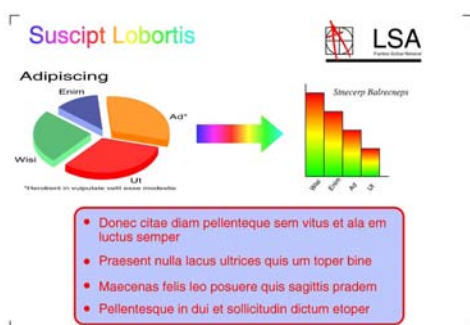 Suscipt Lobortis
LSA
Adipiscing
Enim
Ad*
Wisi
Ut
*Hendrerit in vulputate velit esse modestie
Stnecerp Balrecneps
Wisi
Enim
Ad
Ut
Donec citae diam pellenteque sem vitus et ala em
luctus semper
Praesent nulla lacus ultrices quis um toper bine
Maecenas felis leo posuere quis sagittis pradem
Pellentesque in dui et sollicitudin dictum etoper